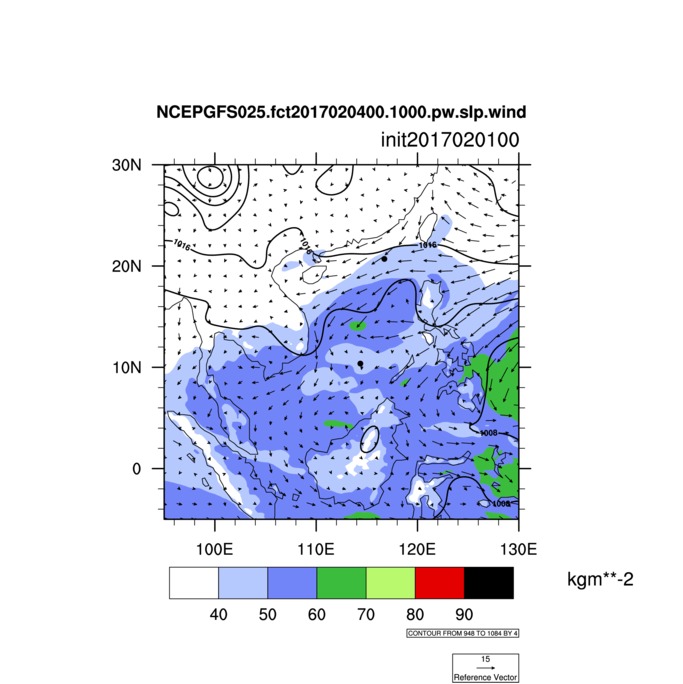 NCEPGFS025.fct2017020400.1000.pw.slp.wind
init2017020100
30N
1016
1016
1016
20N
10N
1008
0
1008
100E 110E 120E 130E
kgm**-2
40 50 60 70 80 90
CONTOUR FROM 948 TO 1084 BY 4
15
Reference Vector